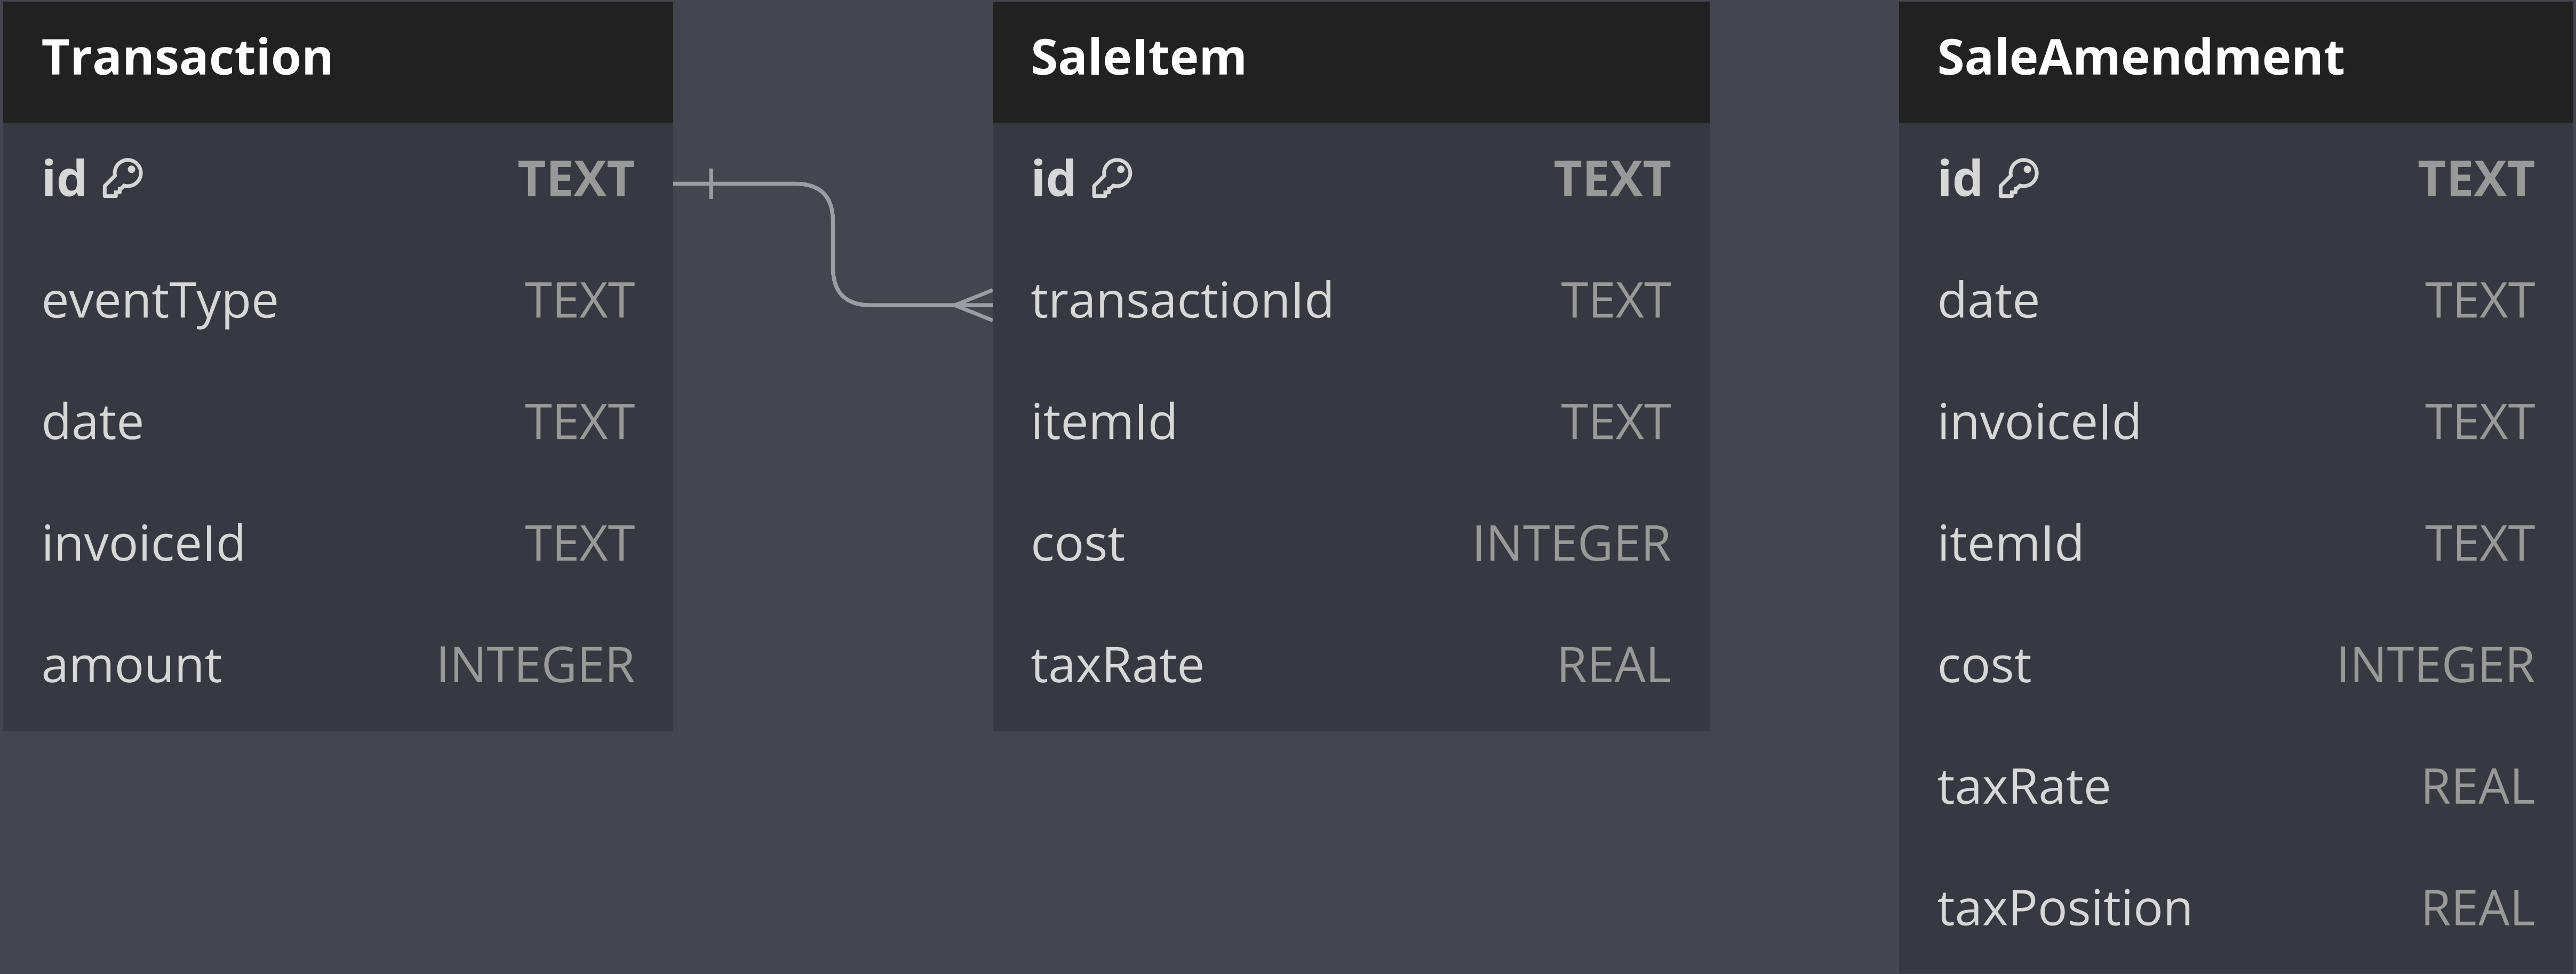 Transaction
id TEXT
eventType TEXT
date TEXT
invoiceId TEXT
amount INTEGER
SaleItem
id TEXT
transactionId TEXT
itemId TEXT
cost INTEGER
taxRate REAL
SaleAmendment
id TEXT
date TEXT
invoiceId TEXT
itemId TEXT
cost INTEGER
taxRate REAL
taxPosition REAL